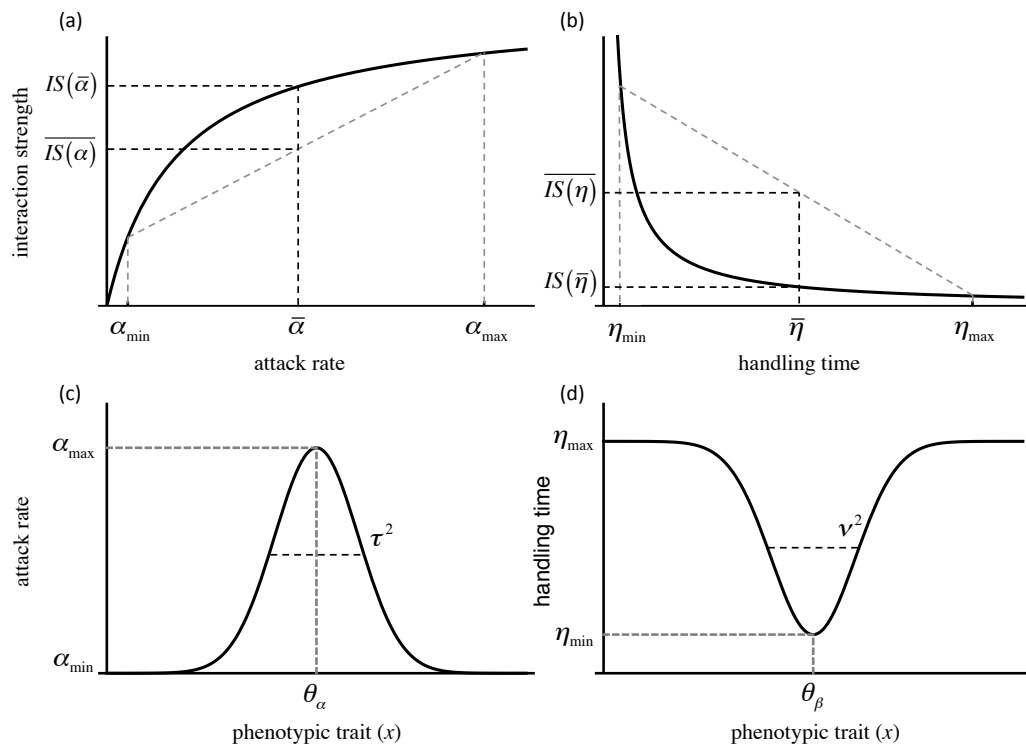 (a)
interaction strength
IS(α̅)
\overline{IS(α)}
α_min
α̅
α_max
attack rate
(b)
\overline{IS(η)}
IS(η̅)
η_min
η̅
η_max
handling time
(c)
attack rate
α_max
α_min
τ²
θ_α
phenotypic trait (x)
(d)
handling time
η_max
η_min
ν²
θ_β
phenotypic trait (x)